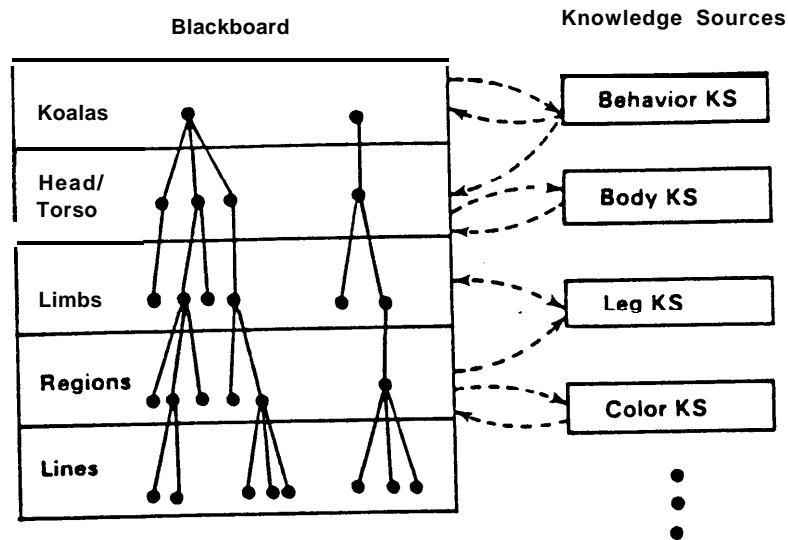 Blackboard
Knowledge Sources
Koalas
Head/
Torso
Limbs
Regions
Lines
Behavior KS
Body KS
Leg KS
Color KS